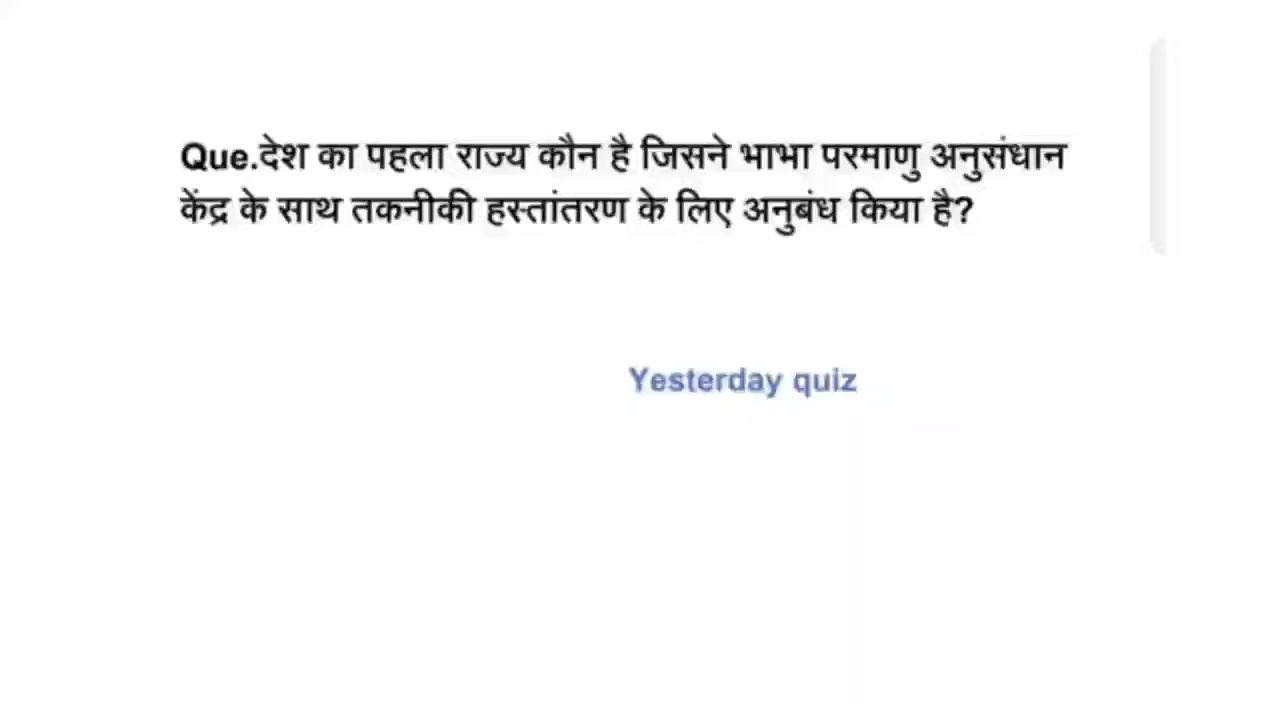 Que.देश का पहला राज्य कौन है जिसने भाभा परमाणु अनुसंधान
केंद्र के साथ तकनीकी हस्तांतरण के लिए अनुबंध किया है?
Yesterday quiz